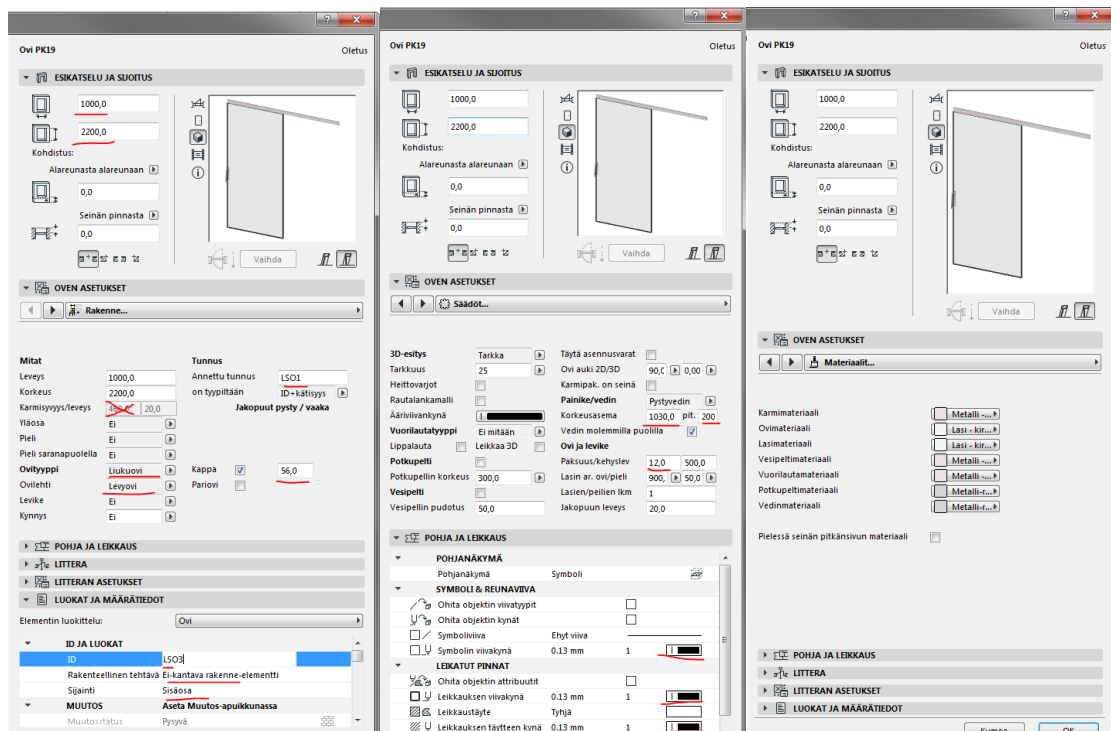 Ovi PK19 Oletus
ESIKATSELU JA SIJOITUS
1000,0
2200,0
Kohdistus:
Alareunasta alareunaan
0,0
Seinän pinnasta
0,0
Vaihda
OVEN ASETUKSET
Rakenne...
Mitat Tunnus
Leveys 1000,0 Annettu tunnus LSO1
Korkeus 2200,0 on tyypiltään ID+kätisyys
Karmisyvyys/leveys 20,0 Jakopuut pysty / vaaka
Yläosa Ei
Pieli Ei
Pieli saranapuolella Ei
Ovityyppi Liukuovi Kappa 56,0
Ovilehti Levyovi Pariovi
Levike Ei
Kynnys Ei
POHJA JA LEIKKAUS
LITTERA
LITTERAN ASETUKSET
LUOKAT JA MÄÄRÄTIEDOT
Elementin luokittelu: Ovi
ID JA LUOKAT
ID LSO3
Rakenteellinen tehtävä Ei-kantava rakenne-elementti
Sijainti Sisäosa
MUUTOS Aseta Muutos-apuikkunassa
Muutosstatus Pysyvä
Ovi PK19 Oletus
ESIKATSELU JA SIJOITUS
1000,0
2200,0
Kohdistus:
Alareunasta alareunaan
0,0
Seinän pinnasta
0,0
Vaihda
OVEN ASETUKSET
Säädöt...
3D-esitys Tarkka Täytä asennusvarat
Tarkkuus 25 Ovi auki 2D/3D 90,( 0,00
Heittovarjot Karmipak. on seinä
Rautalankamalli Painike/vedin Pystyvedin
Ääriviivankynä 1 Korkeusasema 1030,0 pit. 200
Vuorilautatyyppi Ei mitään Vedin molemmilla puolilla
Lippalauta Leikkaa 3D Ovi ja levike
Potkupelti Paksuus/kehyslev 12,0 500,0
Potkupellin korkeus 300,0 Lasin ar. ovi/pieli 900, 50,0
Vesipelti Lasien/peilien lkm 1
Vesipellin pudotus 50,0 Jakopuun leveys 20,0
POHJA JA LEIKKAUS
POHJANÄKYMÄ
Pohjanäkymä Symboli
SYMBOLI & REUNAVIIVA
Ohita objektin viivatyypit
Ohita objektin kynät
Symboliviiva Ehyt viiva
Symbolin viivakynä 0.13 mm 1
LEIKATUT PINNAT
Ohita objektin attribuutit
Leikkauksen viivakynä 0.13 mm 1
Leikkaustäyte Tyhjä
Leikkauksen täytteen kynä 0.13 mm 1
Ovi PK19 Oletus
ESIKATSELU JA SIJOITUS
1000,0
2200,0
Kohdistus:
Alareunasta alareunaan
0,0
Seinän pinnasta
0,0
Vaihda
OVEN ASETUKSET
Materiaalit...
Karmimateriaali Metalli -...
Ovimateriaali Lasi - kir...
Lasimateriaali Lasi - kir...
Vesipeltimateriaali Metalli -...
Vuorilautamateriaali Metalli -...
Potkupeltimateriaali Metalli-r...
Vedinmateriaali Metalli-r...
Pielessä seinän pitkänsivun materiaali
POHJA JA LEIKKAUS
LITTERA
LITTERAN ASETUKSET
LUOKAT JA MÄÄRÄTIEDOT
Kumoa OK